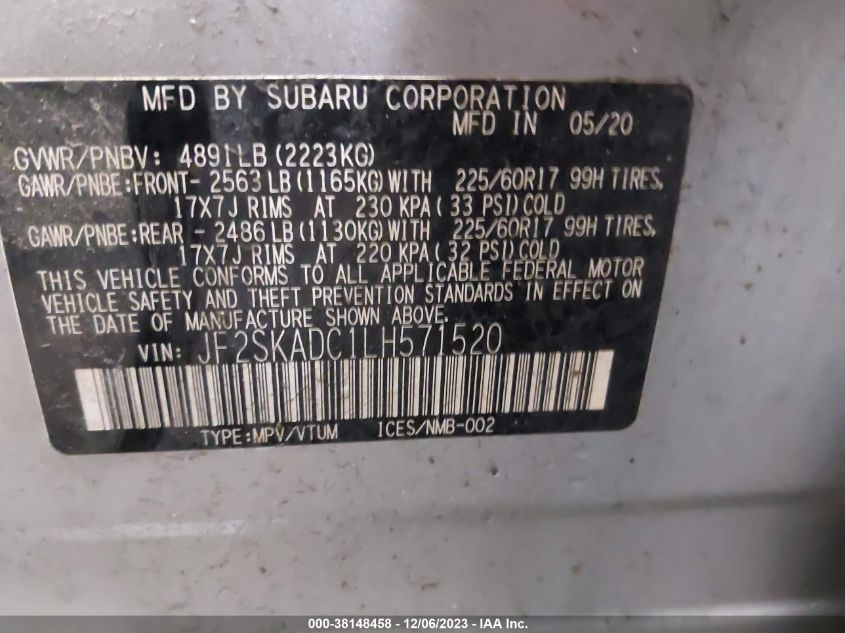 MFD BY SUBARU CORPORATION
MFD IN 05/20
GVWR/PNBV: 4891LB (2223KG)
GAWR/PNBE:FRONT- 2563LB(1165KG)WITH 225/60R17 99H TIRES,
17X7J RIMS AT 230 KPA( 33 PSI)COLD
GAWR/PNBE:REAR - 2486LB(1130KG)WITH 225/60R17 99H TIRES,
17X7J RIMS AT 220 KPA( 32 PSI)COLD
THIS VEHICLE CONFORMS TO ALL APPLICABLE FEDERAL MOTOR
VEHICLE SAFETY AND THEFT PREVENTION STANDARDS IN EFFECT ON
THE DATE OF MANUFACTURE SHOWN ABOVE.
VIN: JF2SKADC1LH571520
TYPE:MPV/VTUM ICES/NMB-002
000-38148458 - 12/06/2023 - © IAA Inc.